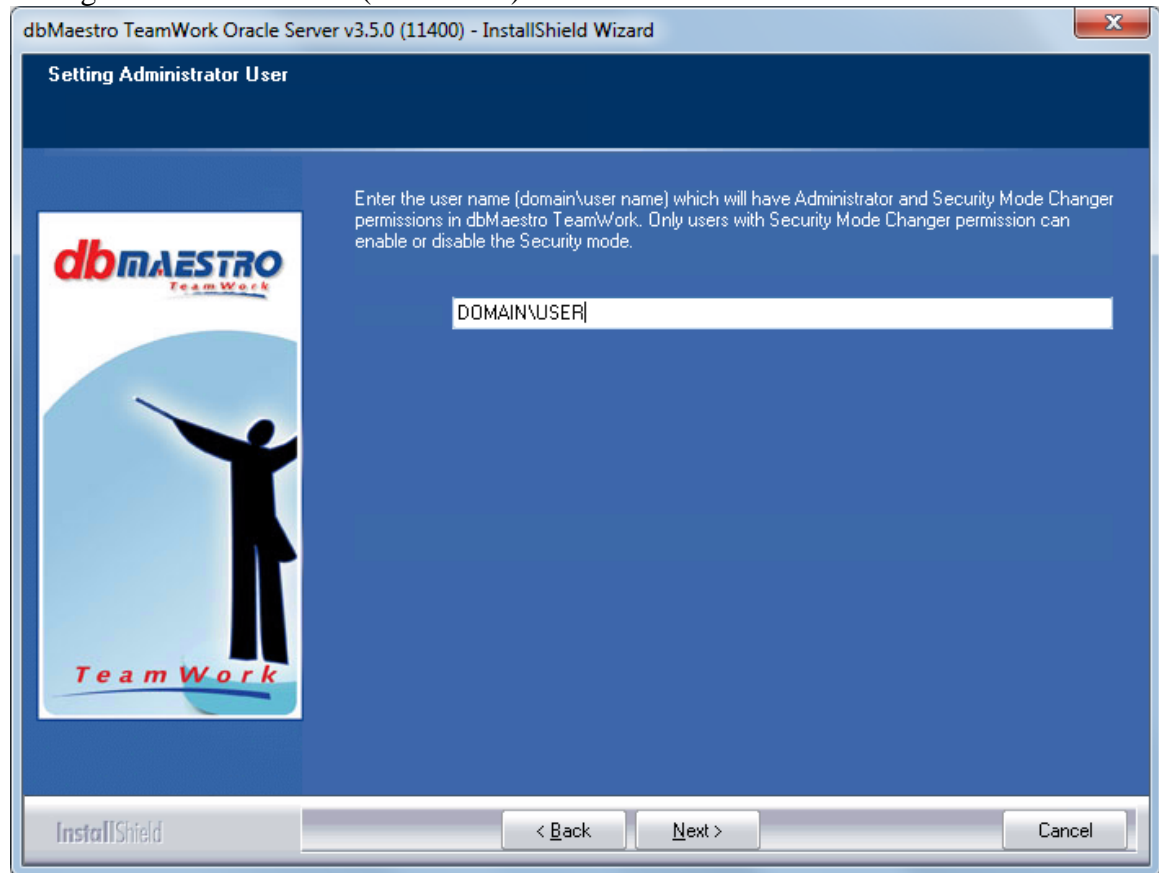 dbMaestro TeamWork Oracle Server v3.5.0 (11400) - InstallShield Wizard
Setting Administrator User
Enter the user name (domain\user name) which will have Administrator and Security Mode Changer
permissions in dbMaestro TeamWork. Only users with Security Mode Changer permission can
enable or disable the Security mode.
dbMAESTRO
TeamWork
DOMAIN\USER
TeamWork
InstallShield
< Back
Next >
Cancel